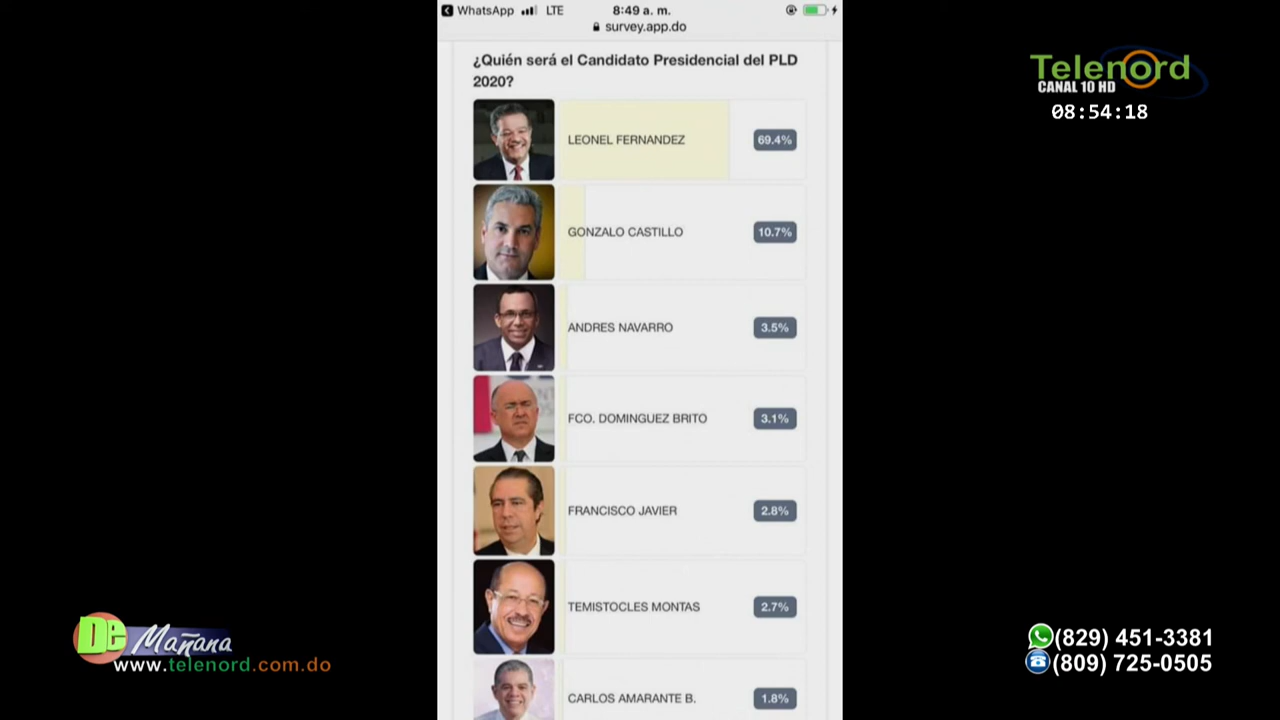 WhatsApp LTE 8:49 a. m.
survey.app.do
¿Quién será el Candidato Presidencial del PLD
2020?
LEONEL FERNANDEZ 69.4%
GONZALO CASTILLO 10.7%
ANDRES NAVARRO 3.5%
FCO. DOMINGUEZ BRITO 3.1%
FRANCISCO JAVIER 2.8%
TEMISTOCLES MONTAS 2.7%
CARLOS AMARANTE B. 1.8%
Telenord
CANAL 10 HD
08:54:18
De Mañana
www.telenord.com.do
(829) 451-3381
(809) 725-0505